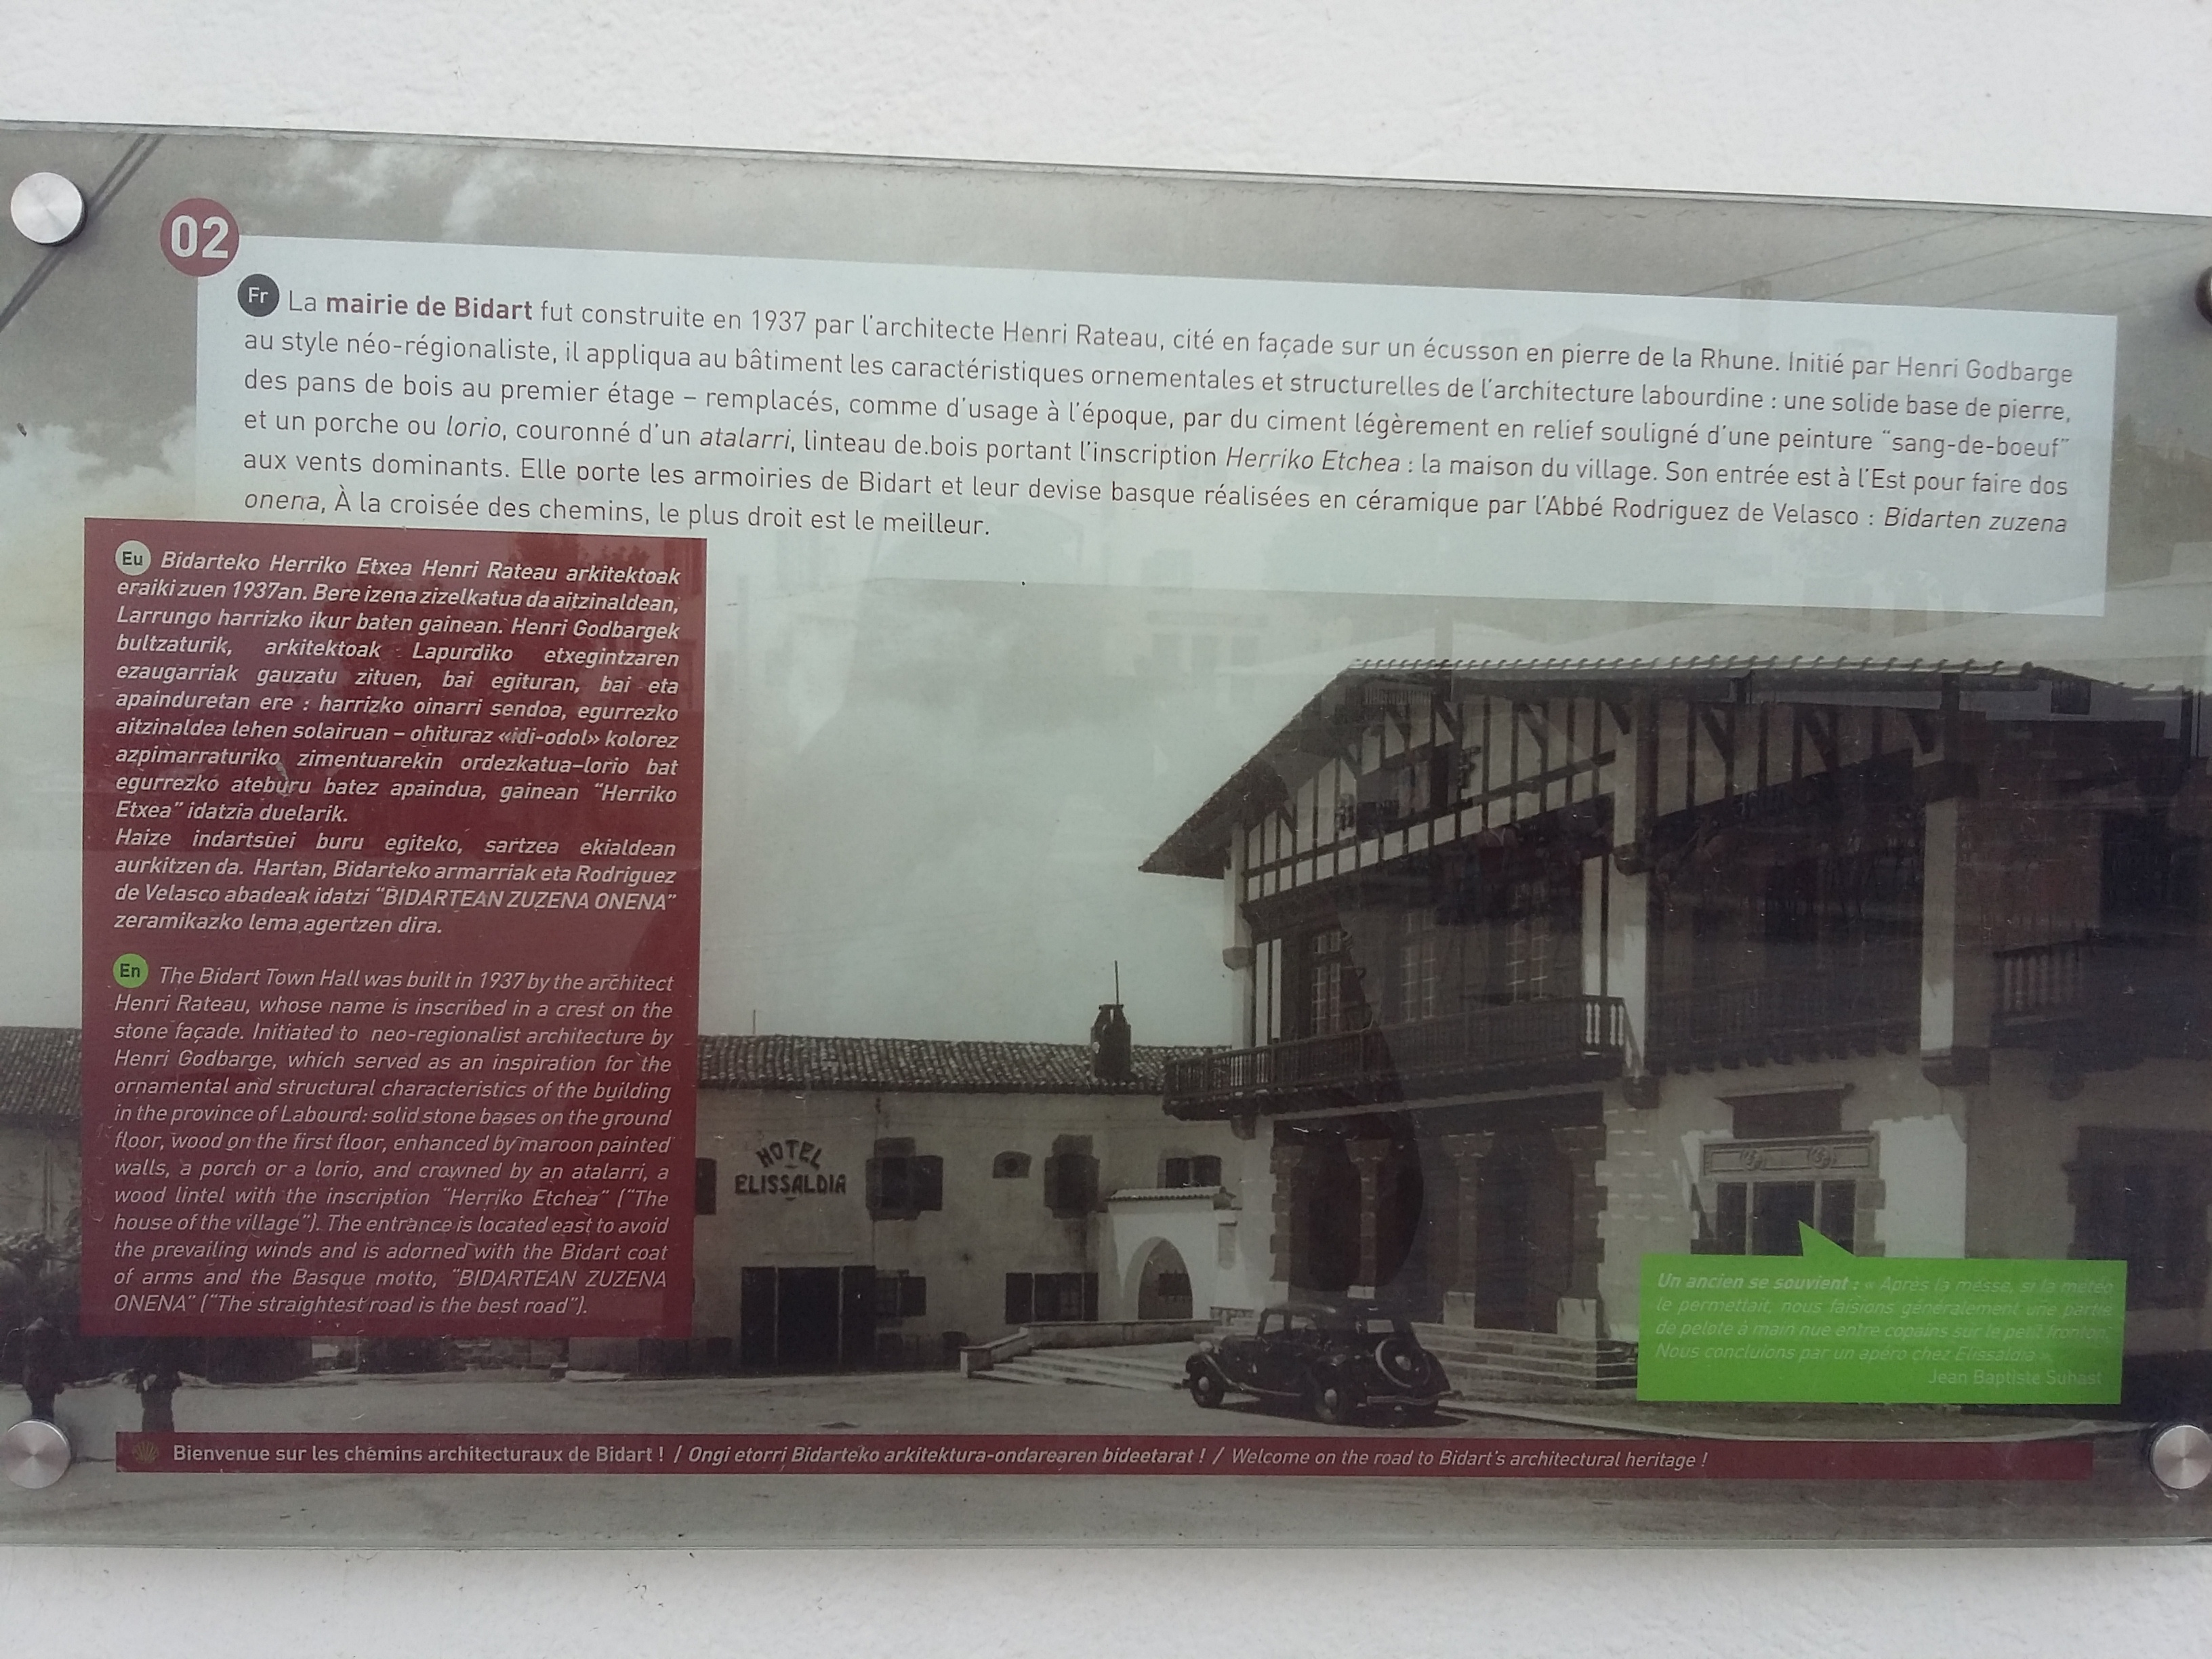 02
Fr La mairie de Bidart fut construite en 1937 par l'architecte Henri Rateau, cité en façade sur un écusson en pierre de la Rhune. Initié par Henri Godbarge
au style néo-régionaliste, il appliqua au bâtiment les caractéristiques ornementales et structurelles de l'architecture labourdine : une solide base de pierre,
des pans de bois au premier étage – remplacés, comme d'usage à l'époque, par du ciment légèrement en relief souligné d'une peinture "sang-de-boeuf"
et un porche ou lorio, couronné d'un atalarri, linteau de.bois portant l'inscription Herriko Etchea : la maison du village. Son entrée est à l'Est pour faire dos
aux vents dominants. Elle porte les armoiries de Bidart et leur devise basque réalisées en céramique par l'Abbé Rodriguez de Velasco : Bidarten zuzena
onena, À la croisée des chemins, le plus droit est le meilleur.
Eu Bidarteko Herriko Etxea Henri Rateau arkitektoak
eraiki zuen 1937an. Bere izena zizelkatua da aitzinaldean,
Larrungo harrizko ikur baten gainean. Henri Godbargek
bultzaturik, arkitektoak Lapurdiko etxegintzaren
ezaugarriak gauzatu zituen, bai egituran, bai eta
apainduretan ere : harrizko oinarri sendoa, egurrezko
aitzinaldea lehen solairuan – ohituraz «idi-odol» kolorez
azpimarraturiko zimentuarekin ordezkatua–lorio bat
egurrezko ateburu batez apaindua, gainean "Herriko
Etxea" idatzia duelarik.
Haize indartsuei buru egiteko, sartzea ekialdean
aurkitzen da. Hartan, Bidarteko armarriak eta Rodriguez
de Velasco abadeak idatzi "BIDARTEAN ZUZENA ONENA"
zeramikazko lema agertzen dira.
En The Bidart Town Hall was built in 1937 by the architect
Henri Rateau, whose name is inscribed in a crest on the
stone façade. Initiated to neo-regionalist architecture by
Henri Godbarge, which served as an inspiration for the
ornamental and structural characteristics of the building
in the province of Labourd: solid stone bases on the ground
floor, wood on the first floor, enhanced by maroon painted
walls, a porch or a lorio, and crowned by an atalarri, a
wood lintel with the inscription "Herriko Etchea" ("The
house of the village"). The entrance is located east to avoid
the prevailing winds and is adorned with the Bidart coat
of arms and the Basque motto, "BIDARTEAN ZUZENA
ONENA" ("The straightest road is the best road").
HOTEL
ELISSALDIA
Un ancien se souvient : « Après la messe, si la météo
le permettait, nous faisions généralement une partie
de pelote à main nue entre copains sur le petit fronton.
Nous concluions par un apéro chez Elissaldia »
Jean Baptiste Suhast
Bienvenue sur les chemins architecturaux de Bidart ! / Ongi etorri Bidarteko arkitektura-ondarearen bideetarat ! / Welcome on the road to Bidart's architectural heritage !